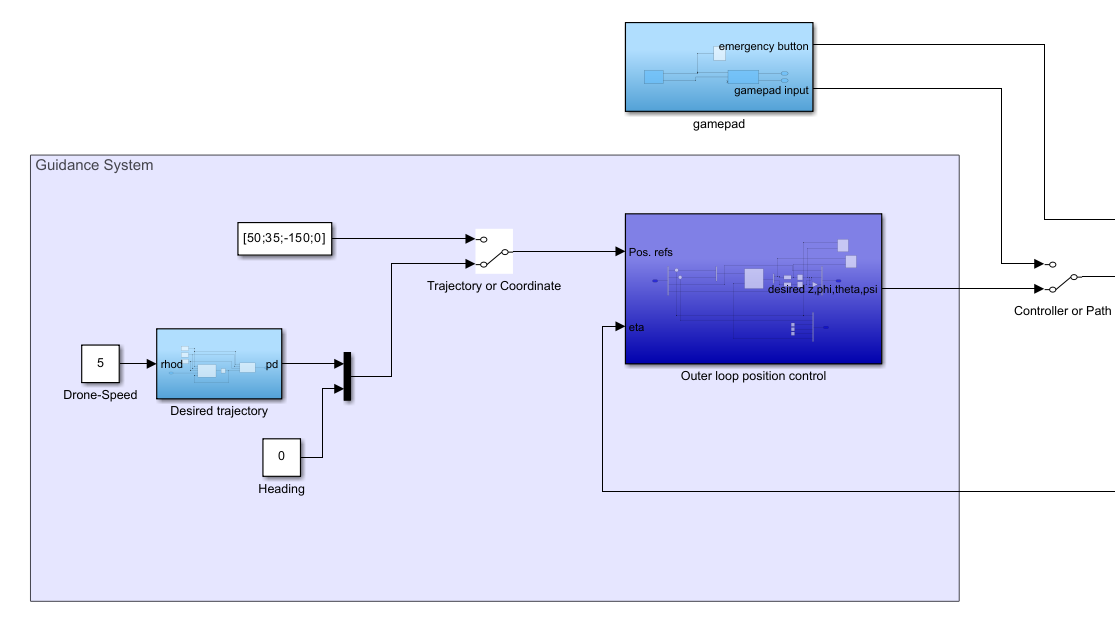 emergency button
gamepad input
gamepad
Guidance System
[50;35;-150;0]
Trajectory or Coordinate
Pos. refs
desired z,phi,theta,psi
eta
Outer loop position control
Controller or Path
5
Drone-Speed
rhod
pd
Desired trajectory
0
Heading